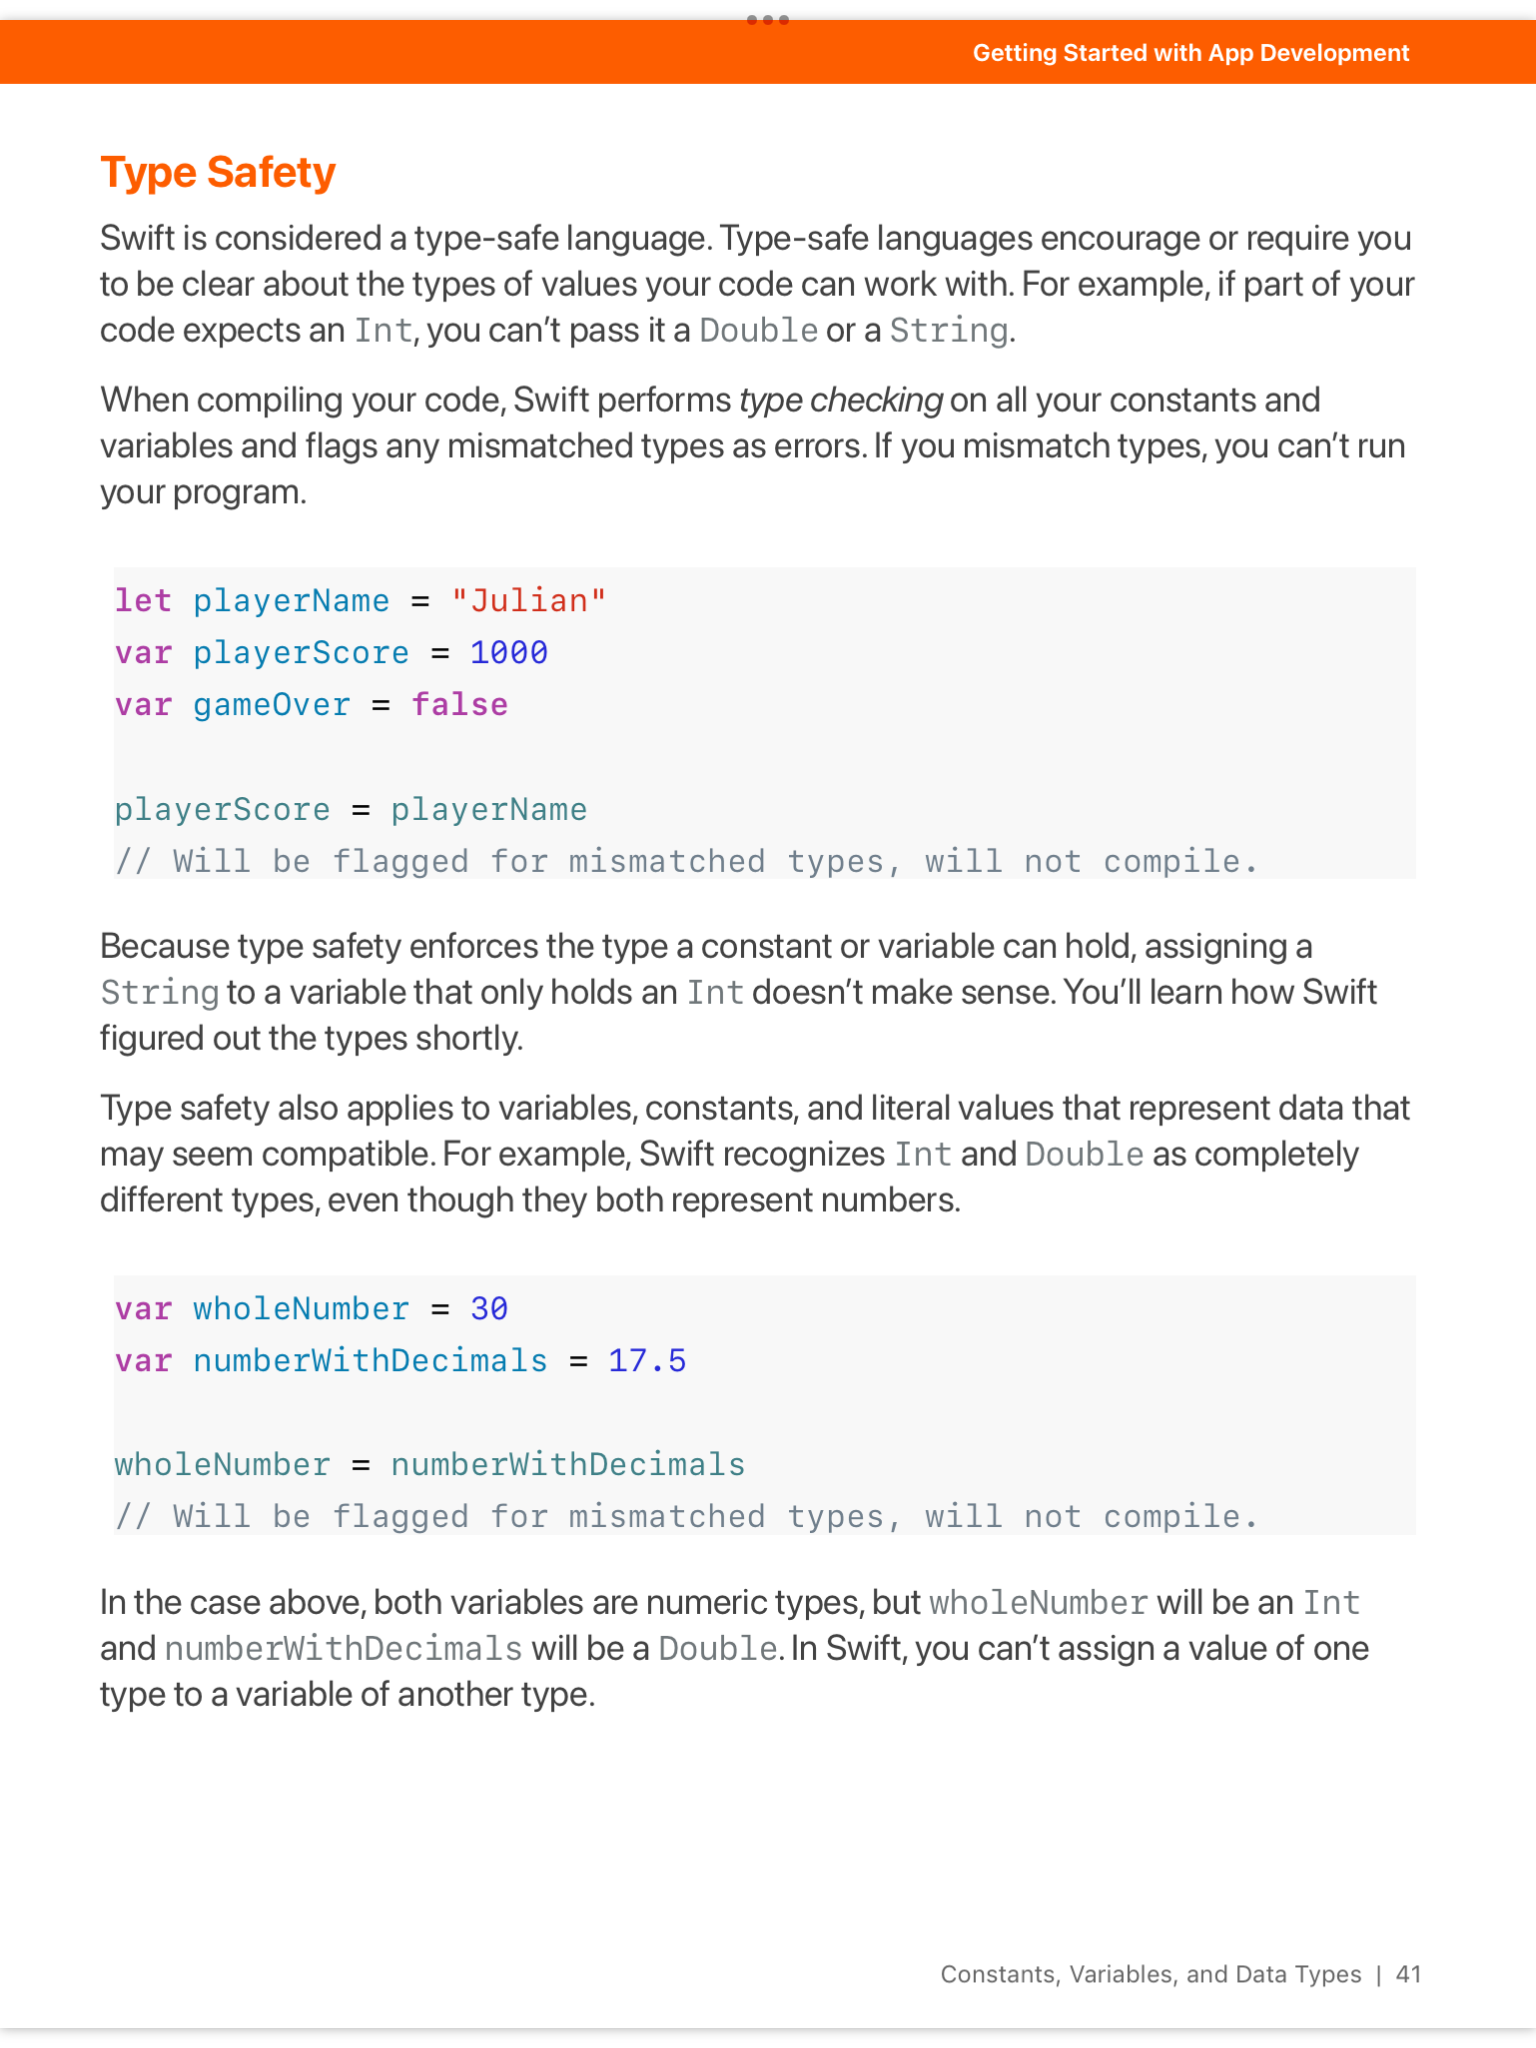 Getting Started with App Development
Type Safety
Swift is considered a type-safe language. Type-safe languages encourage or require you
to be clear about the types of values your code can work with. For example, if part of your
code expects an Int, you can’t pass it a Double or a String.
When compiling your code, Swift performs type checking on all your constants and
variables and flags any mismatched types as errors. If you mismatch types, you can’t run
your program.
let playerName = "Julian"
var playerScore = 1000
var gameOver = false
playerScore = playerName
// Will be flagged for mismatched types, will not compile.
Because type safety enforces the type a constant or variable can hold, assigning a
String to a variable that only holds an Int doesn’t make sense. You’ll learn how Swift
figured out the types shortly.
Type safety also applies to variables, constants, and literal values that represent data that
may seem compatible. For example, Swift recognizes Int and Double as completely
different types, even though they both represent numbers.
var wholeNumber = 30
var numberWithDecimals = 17.5
wholeNumber = numberWithDecimals
// Will be flagged for mismatched types, will not compile.
In the case above, both variables are numeric types, but wholeNumber will be an Int
and numberWithDecimals will be a Double. In Swift, you can’t assign a value of one
type to a variable of another type.
Constants, Variables, and Data Types | 41